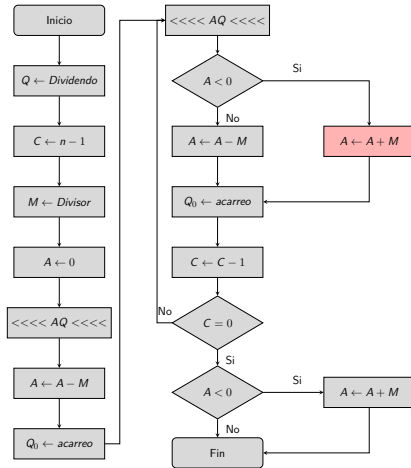 Inicio
Q ← Dividendo
C ← n − 1
M ← Divisor
A ← 0
<<<< AQ <<<<
A ← A − M
Q₀ ← acarreo
<<<< AQ <<<<
A < 0
Si
No
A ← A − M
A ← A + M
Q₀ ← acarreo
C ← C − 1
C = 0
No
Si
A < 0
Si
A ← A + M
No
Fin